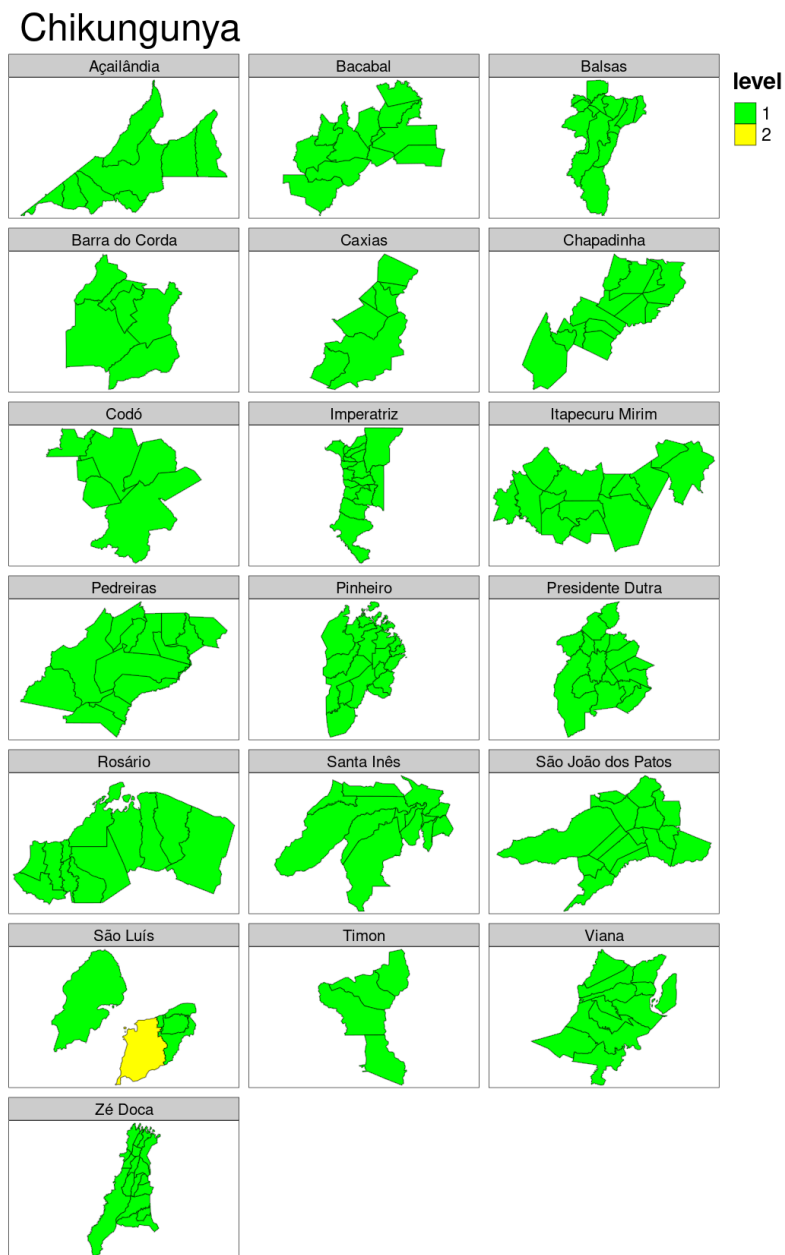 Chikungunya
Açailândia
Bacabal
Balsas
level
1
2
Barra do Corda
Caxias
Chapadinha
Codó
Imperatriz
Itapecuru Mirim
Pedreiras
Pinheiro
Presidente Dutra
Rosário
Santa Inês
São João dos Patos
São Luís
Timon
Viana
Zé Doca